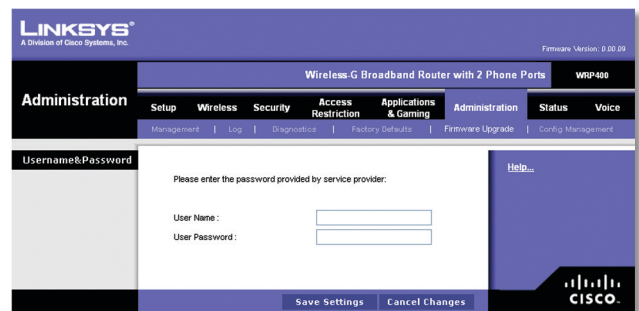 LINKSYS®
A Division of Cisco Systems, Inc.
Firmware Version: 0.00.09
Wireless-G Broadband Router with 2 Phone Ports WRP400
Administration
Setup Wireless Security Access Restriction Applications & Gaming Administration Status Voice
Management | Log | Diagnostics | Factory Defaults | Firmware Upgrade | Config Management
Username&Password
Help...
Please enter the password provided by service provider:
User Name :
User Password :
Save Settings Cancel Changes
CISCO